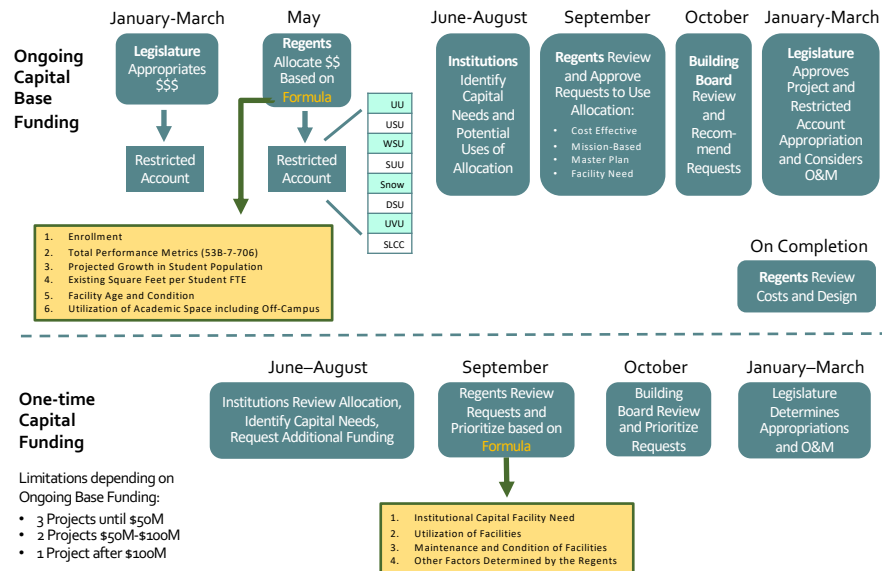 January-March
May
June-August
September
October
January-March
Ongoing
Capital
Base
Funding
Legislature
Appropriates
$$$
Restricted
Account
Regents
Allocate $$
Based on
Formula
Restricted
Account
UU
USU
WSU
SUU
Snow
DSU
UVU
SLCC
Institutions
Identify
Capital
Needs and
Potential
Uses of
Allocation
Regents Review
and Approve
Requests to Use
Allocation:
• Cost Effective
• Mission-Based
• Master Plan
• Facility Need
Building
Board
Review
and
Recom-
mend
Requests
Legislature
Approves
Project and
Restricted
Account
Appropriation
and Considers
O&M
1. Enrollment
2. Total Performance Metrics (53B-7-706)
3. Projected Growth in Student Population
4. Existing Square Feet per Student FTE
5. Facility Age and Condition
6. Utilization of Academic Space including Off-Campus
On Completion
Regents Review
Costs and Design
June–August
September
October
January–March
One-time
Capital
Funding
Institutions Review Allocation,
Identify Capital Needs,
Request Additional Funding
Regents Review
Requests and
Prioritize based on
Formula
Building
Board Review
and Prioritize
Requests
Legislature
Determines
Appropriations
and O&M
Limitations depending on
Ongoing Base Funding:
• 3 Projects until $50M
• 2 Projects $50M-$100M
• 1 Project after $100M
1. Institutional Capital Facility Need
2. Utilization of Facilities
3. Maintenance and Condition of Facilities
4. Other Factors Determined by the Regents